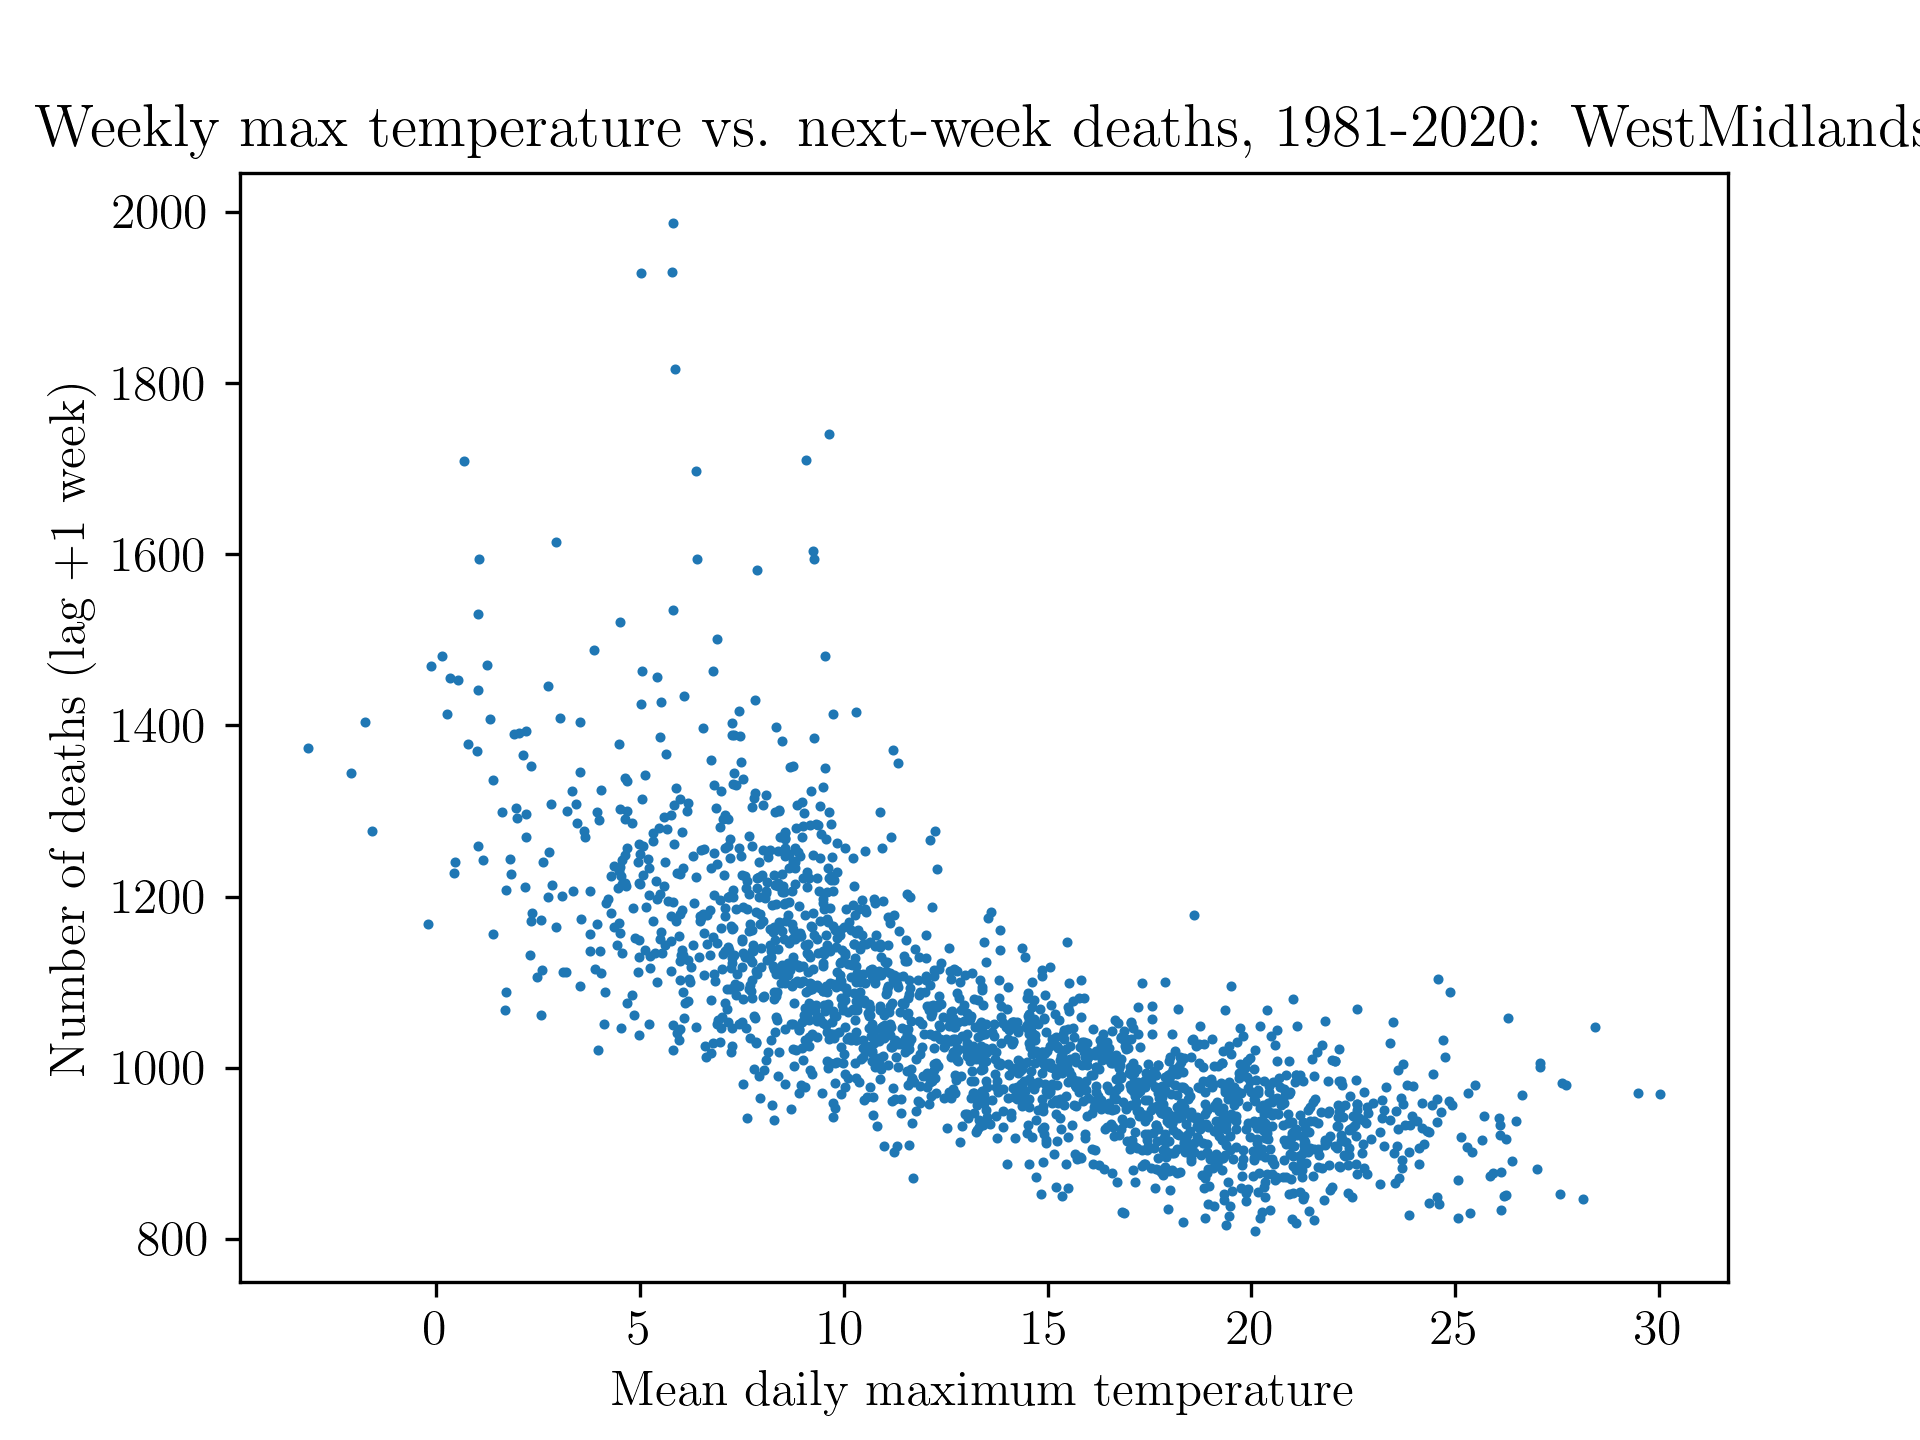 Weekly max temperature vs. next-week deaths, 1981-2020: WestMidlands
Number of deaths (lag +1 week)
2000
1800
1600
1400
1200
1000
800
0 5 10 15 20 25 30
Mean daily maximum temperature